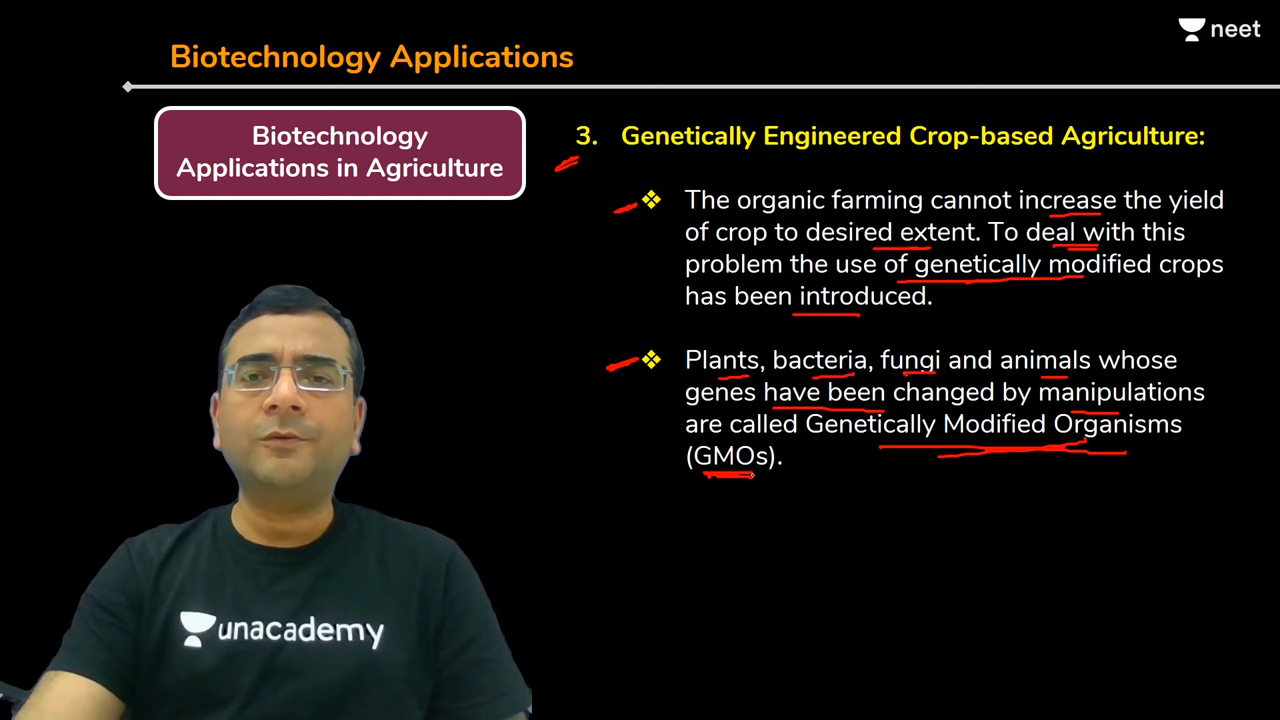 neet
Biotechnology Applications
Biotechnology
Applications in Agriculture
3. Genetically Engineered Crop-based Agriculture:
❖ The organic farming cannot increase the yield
of crop to desired extent. To deal with this
problem the use of genetically modified crops
has been introduced.
❖ Plants, bacteria, fungi and animals whose
genes have been changed by manipulations
are called Genetically Modified Organisms
(GMOs).
unacademy